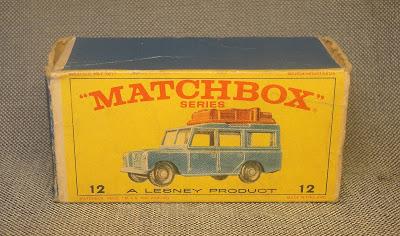 "MATCHBOX"
SERIES
12 A LESNEY PRODUCT 12